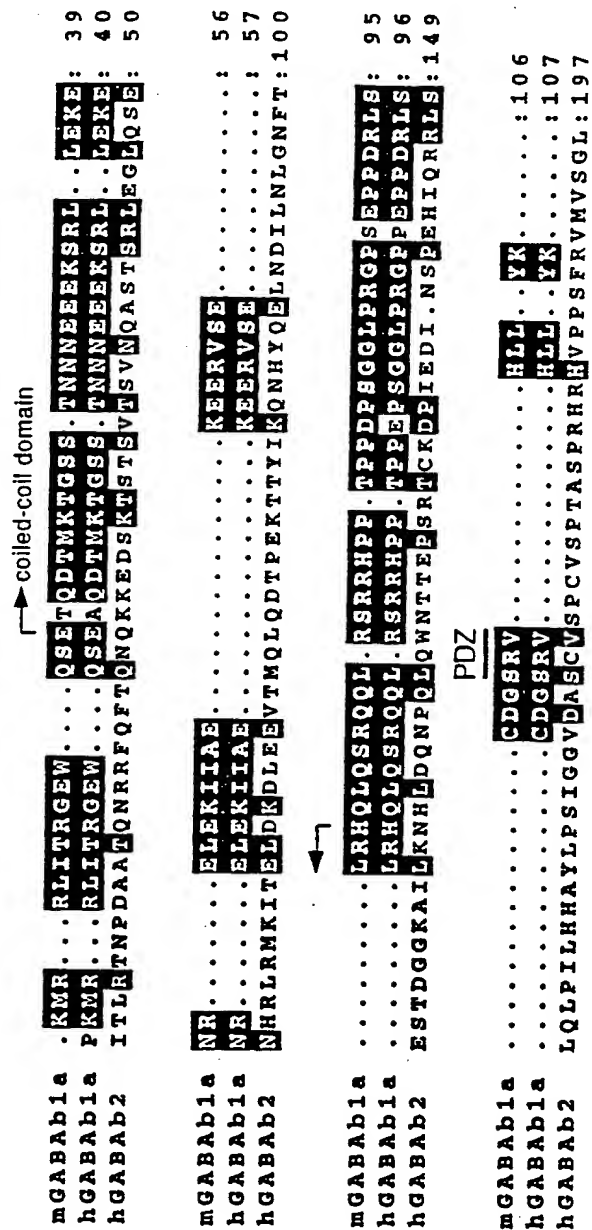 coiled-coil domain
mGABAb1a .KMR...RLITRGEW....QSETQDTMKTGSS.TNNNEEEKSRL..LEKE: 39
hGABAb1a PKMR...RLITRGEW....QSEAQDTMKTGSS.TNNNEEEKSRL..LEKE: 40
hGABAb2 ITLRTNPDAATQNRRFQFTQNQKKEDSKTSTSVTSVNQASTSRLEGLQSE: 50
mGABAb1a NR.......ELEKIIAE...............KEERVSE...........: 56
hGABAb1a NR.......ELEKIIAE...............KEERVSE...........: 57
hGABAb2 NHRLRMKITELDKDLEEVTMQLQDTPEKTTYIKQNHYQELNDILNLGNFT:100
mGABAb1a .........LRHQLQSRQQL.RSRRHPP.TPPDPSGGLPRGPSEPPDRLS: 95
hGABAb1a .........LRHQLQSRQQL.RSRRHPP.TPPEPSGGLPRGPPEPPDRLS: 96
hGABAb2 ESTDGGKAILKNHLDQNPQLQWNTTEPSRTCKDPIEDI.NSPEHIQRRLS:149
PDZ
mGABAb1a ................CDGSRV.............HLL..YK......:106
hGABAb1a ................CDGSRV.............HLL..YK......:107
hGABAb2 LQLPILHHAYLPSIGGVDASCVSPCVSPTASPRHRHVPPSFRVMVSGL:197